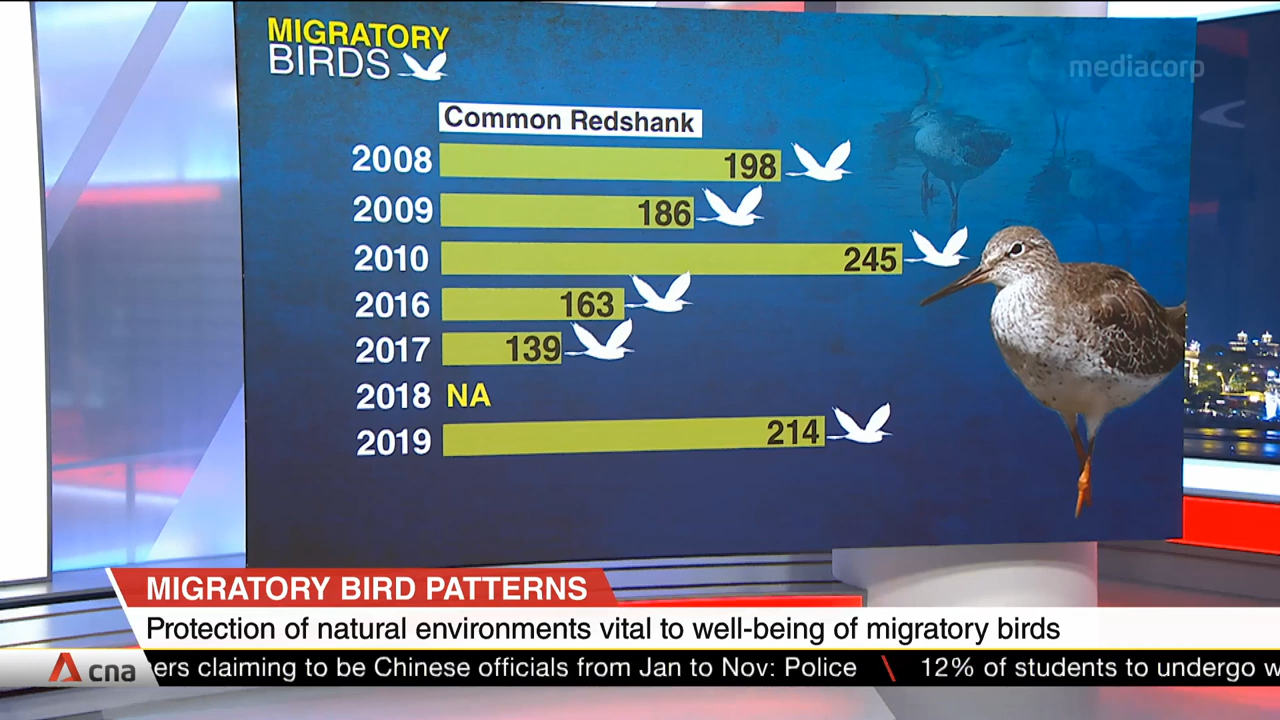 MIGRATORY
BIRDS
mediacorp
Common Redshank
2008 198
2009 186
2010 245
2016 163
2017 139
2018 NA
2019 214
MIGRATORY BIRD PATTERNS
Protection of natural environments vital to well-being of migratory birds
cna ers claiming to be Chinese officials from Jan to Nov: Police \ 12% of students to undergo w